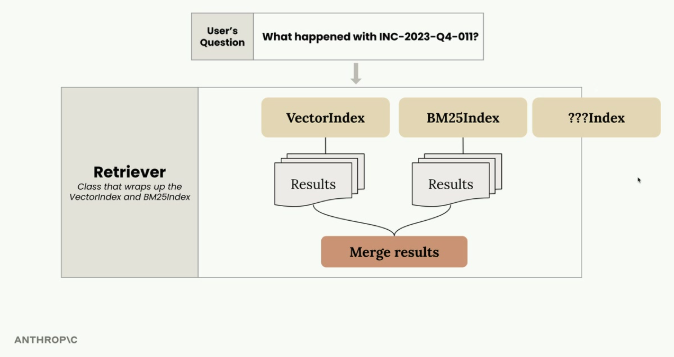 User's
Question
What happened with INC-2023-Q4-011?
VectorIndex
BM25Index
???Index
Retriever
Class that wraps up the
VectorIndex and BM25Index
Results
Results
Merge results
ANTHROP\C